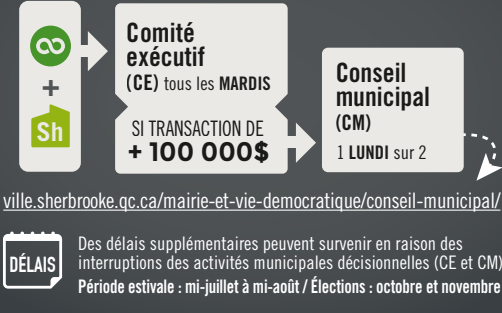 +
Sh
Comité
exécutif
(CE) tous les MARDIS
SI TRANSACTION DE
+ 100 000$
Conseil
municipal
(CM)
1 LUNDI sur 2
ville.sherbrooke.qc.ca/mairie-et-vie-democratique/conseil-municipal/
DÉLAIS
Des délais supplémentaires peuvent survenir en raison des
interruptions des activités municipales décisionnelles (CE et CM)
Période estivale : mi-juillet à mi-août / Élections : octobre et novembre